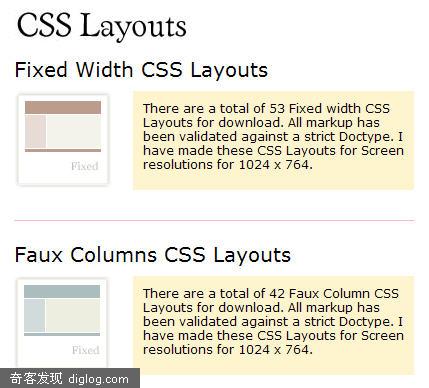 CSS Layouts
Fixed Width CSS Layouts
Fixed
There are a total of 53 Fixed width CSS
Layouts for download. All markup has
been validated against a strict Doctype. I
have made these CSS Layouts for Screen
resolutions for 1024 x 764.
Faux Columns CSS Layouts
Fixed
There are a total of 42 Faux Column CSS
Layouts for download. All markup has
been validated against a strict Doctype. I
have made these CSS Layouts for Screen
resolutions for 1024 x 764.
奇客发现 diglog.com